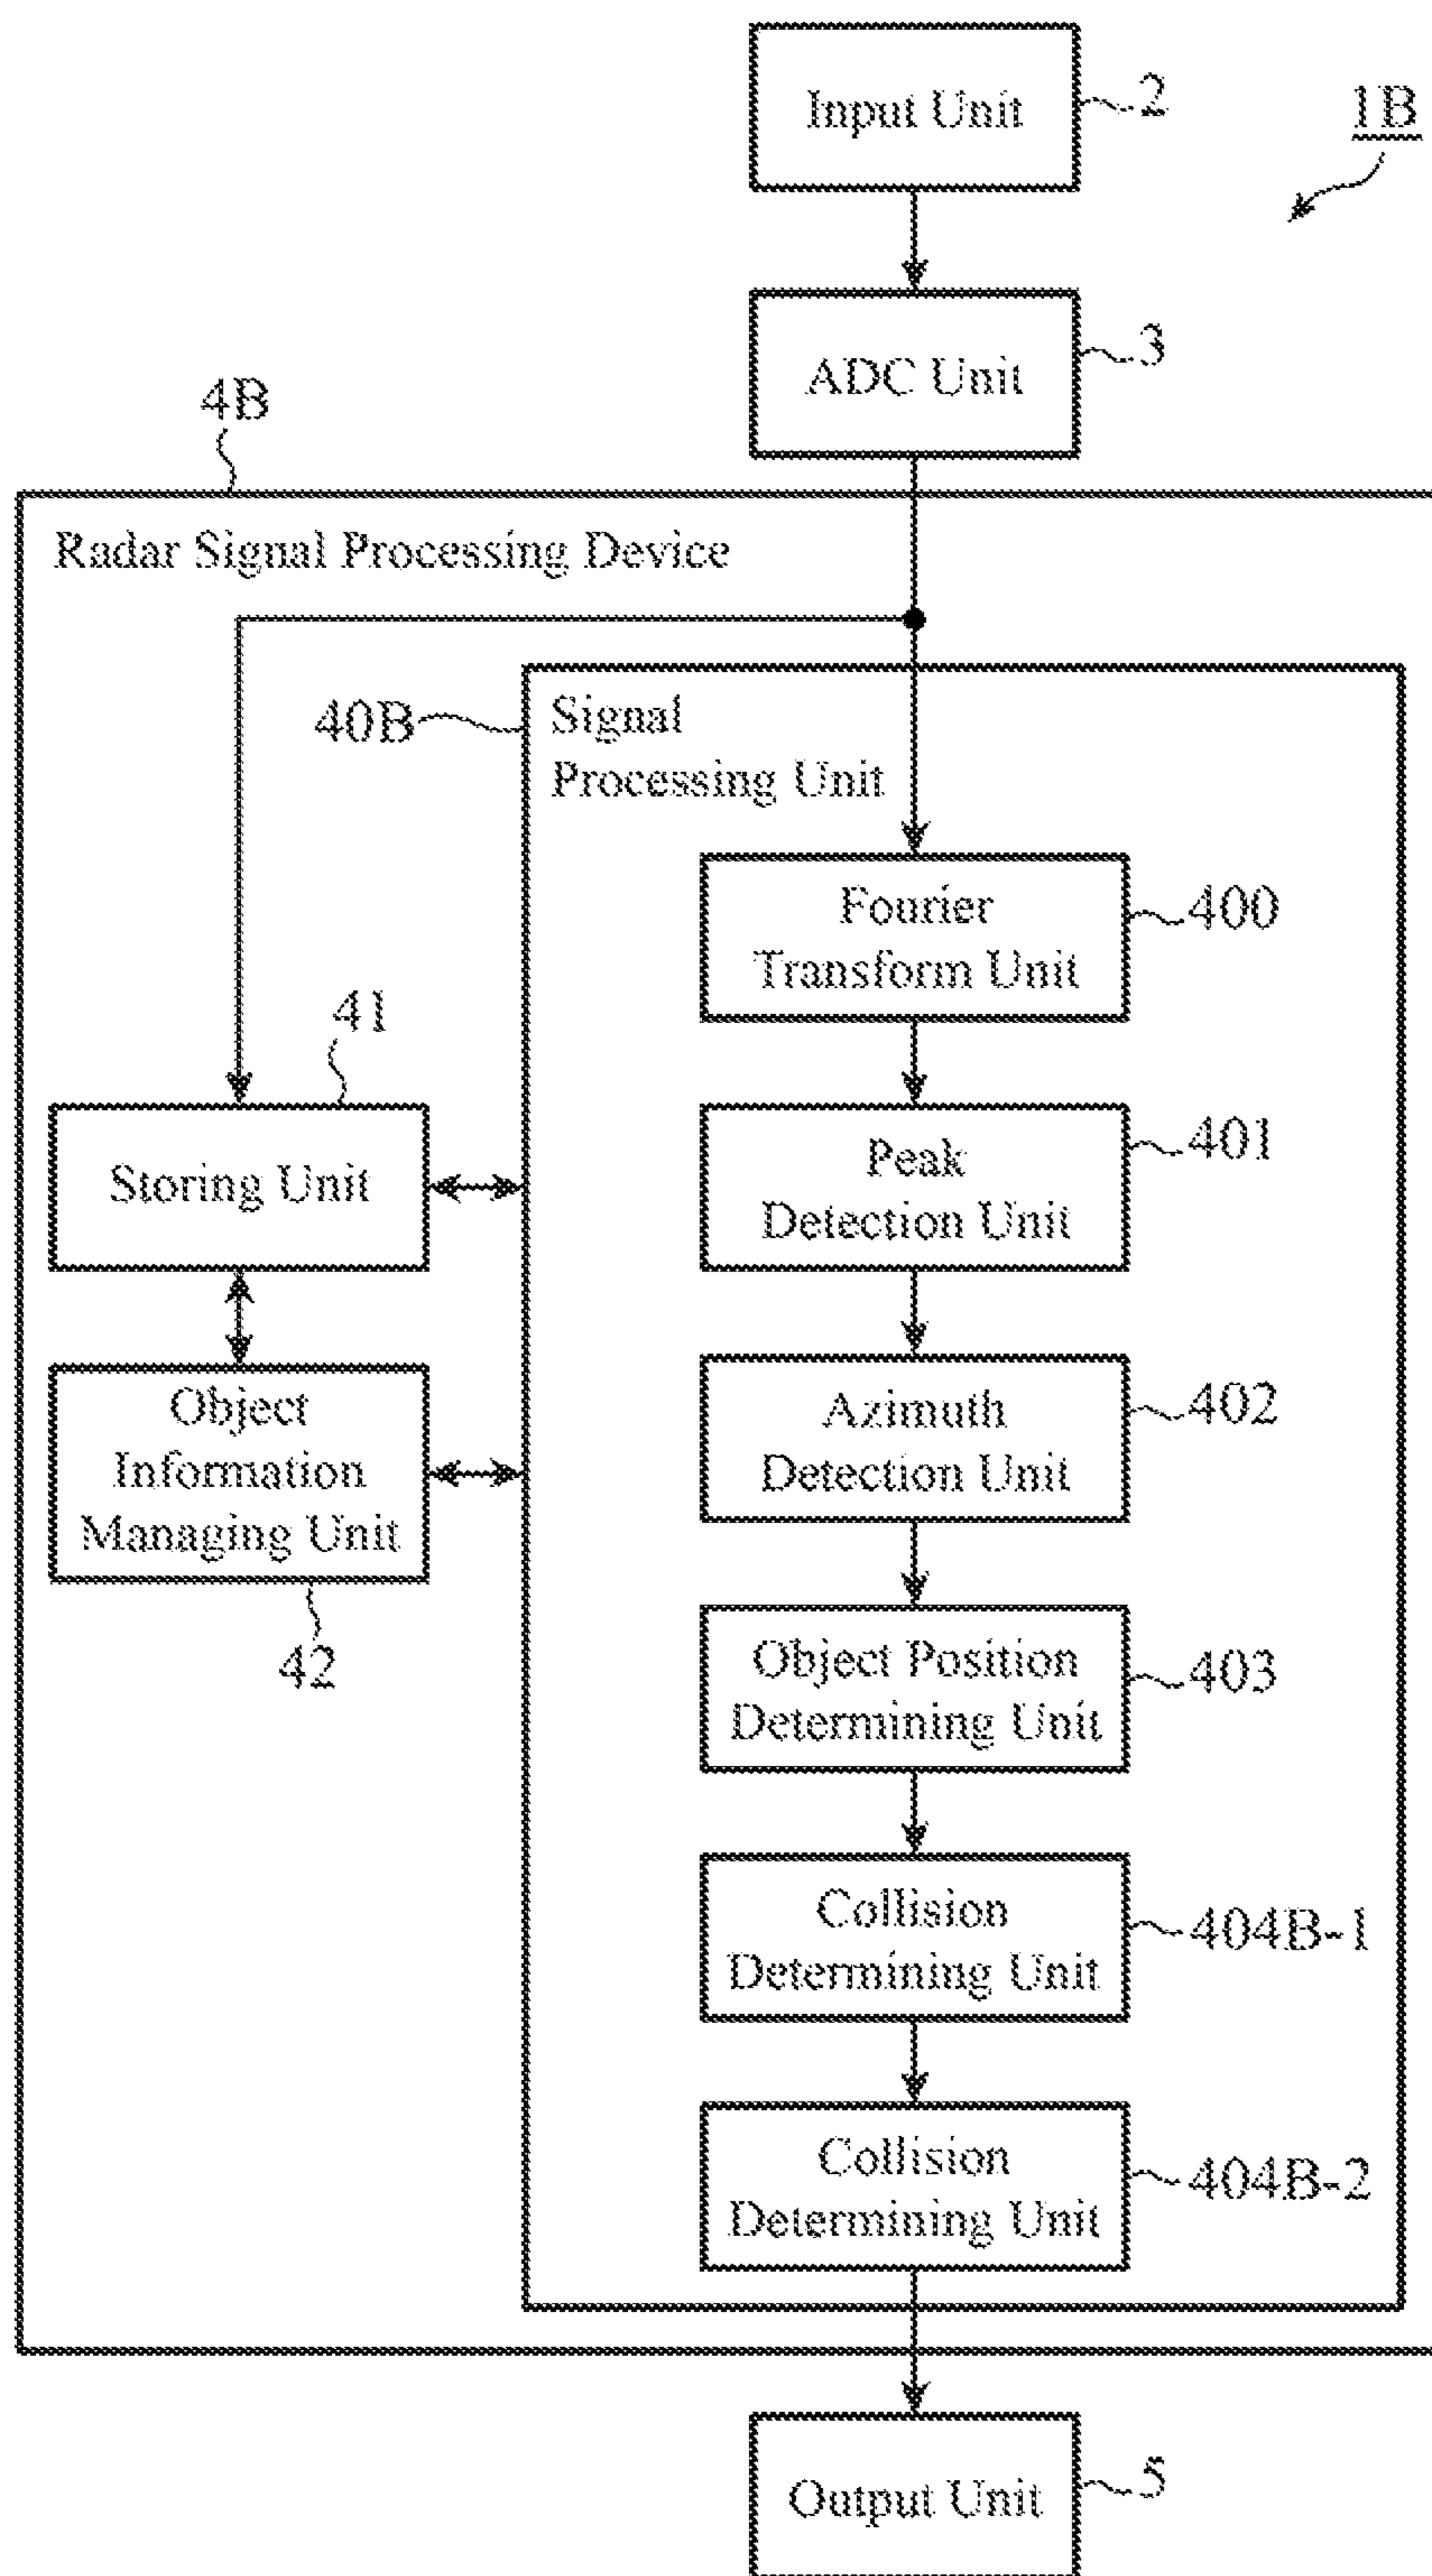 Input Unit
2
1B
ADC Unit
3
4B
Radar Signal Processing Device
40B
Signal
Processing Unit
Fourier
Transform Unit
400
41
Storing Unit
Peak
Detection Unit
401
Object
Information
Managing Unit
42
Azimuth
Detection Unit
402
Object Position
Determining Unit
403
Collision
Determining Unit
404B-1
Collision
Determining Unit
404B-2
Output Unit
5